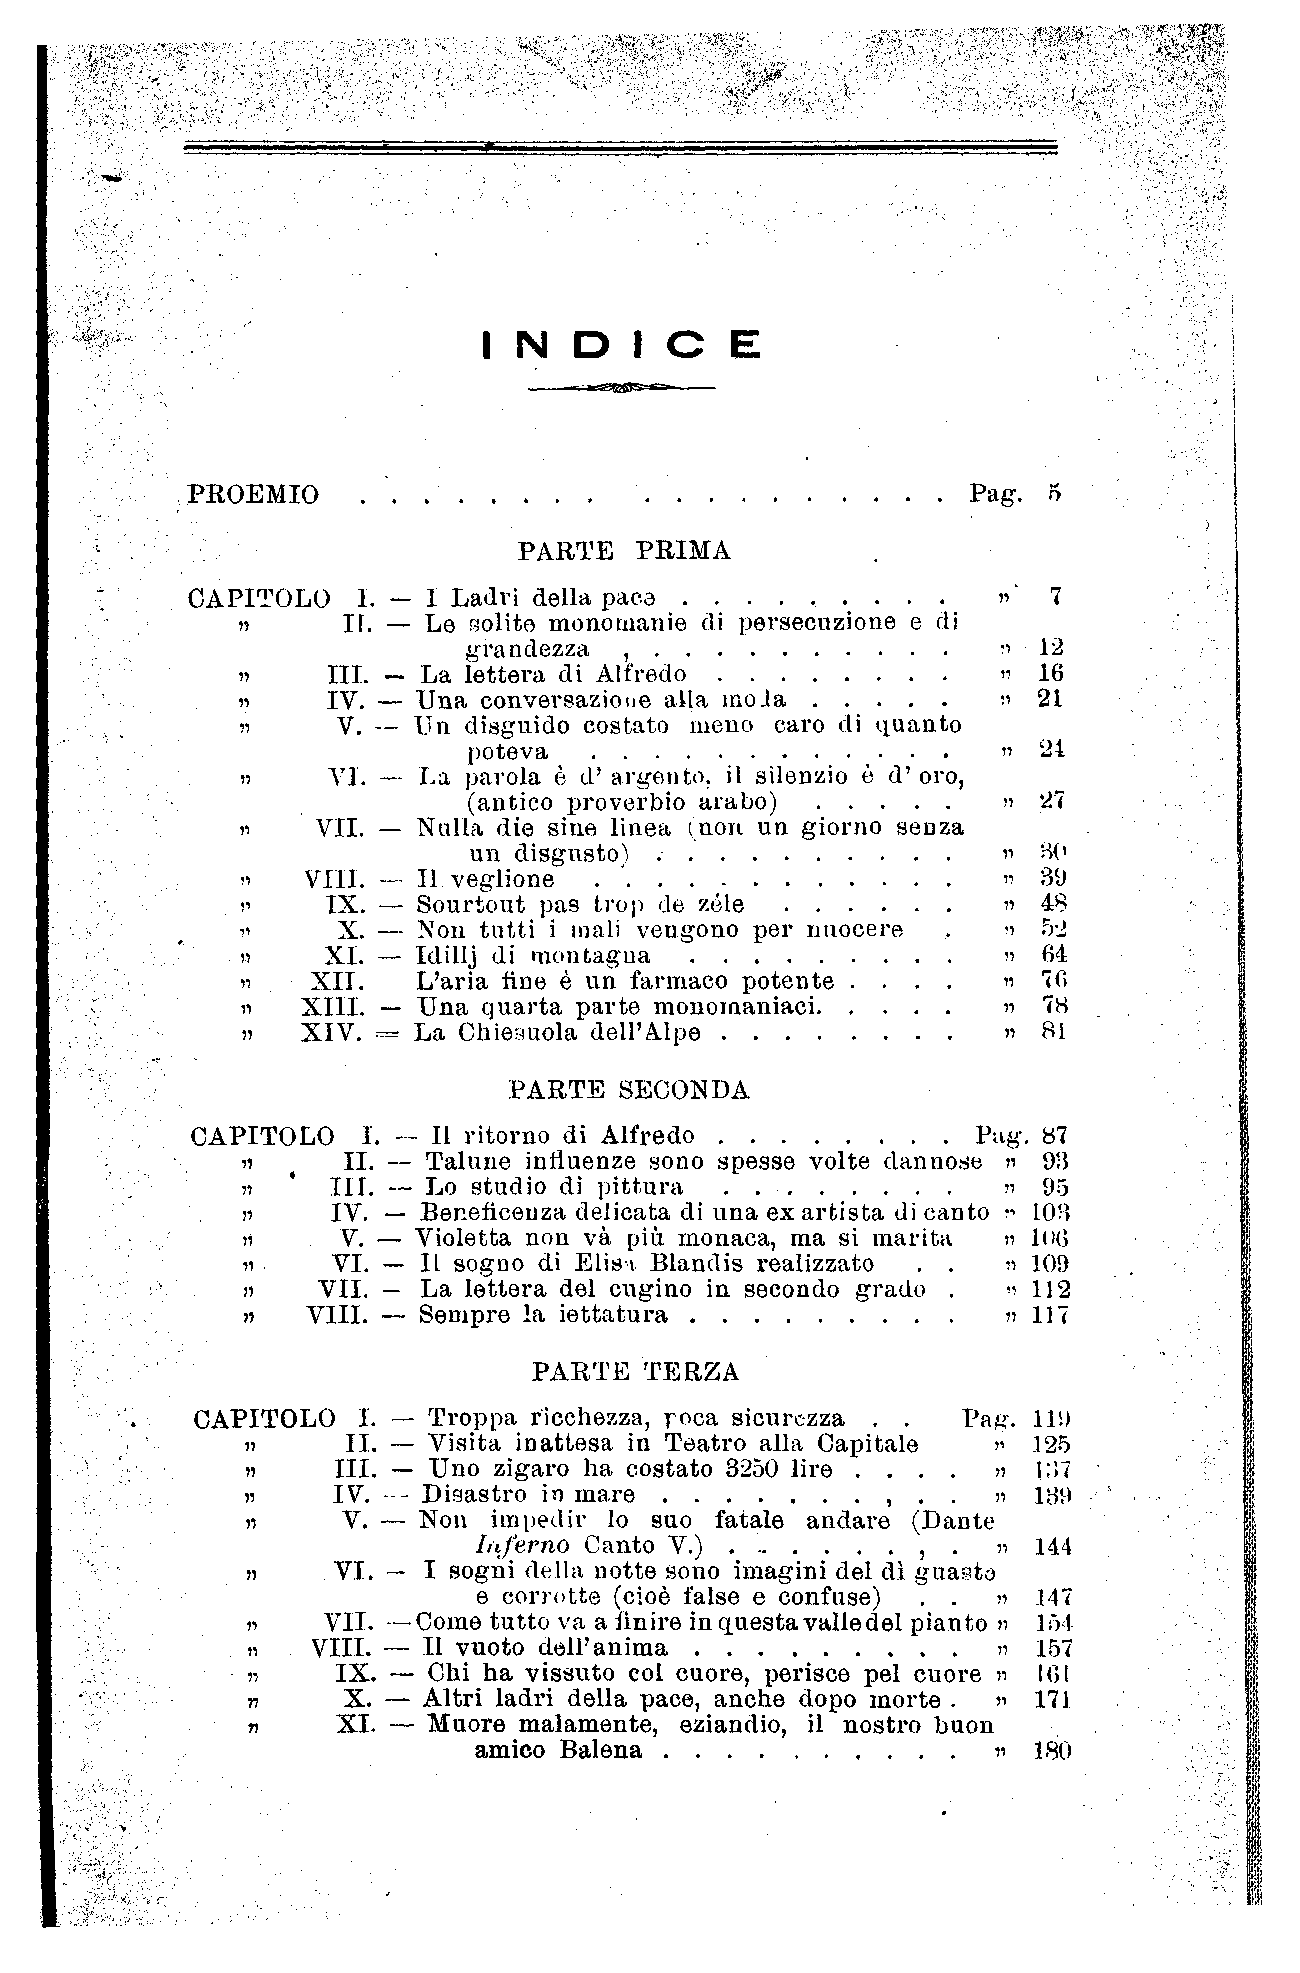 INDICE
PROEMIO . . . . . . . . . . . . . . . . . . Pag. 5
PARTE PRIMA
CAPITOLO I. — I Ladri della pace . . . . . . . . . „ 7
„ II. — Le solite monomanie di persecuzione e di
grandezza , . . . . . . . . . . „ 12
„ III. — La lettera di Alfredo . . . . . . . . „ 16
„ IV. — Una conversazione alla moda . . . . . „ 21
„ V. — Un disguido costato meno caro di quanto
poteva . . . . . . . . . . . . „ 24
„ VI. — La parola è d' argento, il silenzio è d' oro,
(antico proverbio arabo) . . . . . „ 27
„ VII. — Nulla die sine linea (non un giorno senza
un disgusto) . . . . . . . . . . „ 30
„ VIII. — Il veglione . . . . . . . . . . . . „ 39
„ IX. — Sourtout pas trop de zéle . . . . . . „ 48
„ X. — Non tutti i mali vengono per nuocere . „ 52
„ XI. — Idillj di montagna . . . . . . . . . „ 64
„ XII. L'aria fine è un farmaco potente . . . . „ 76
„ XIII. — Una quarta parte monomaniaci. . . . . „ 78
„ XIV. = La Chiesuola dell'Alpe . . . . . . . . „ 81
PARTE SECONDA
CAPITOLO I. — Il ritorno di Alfredo . . . . . . . . Pag. 87
„ II. — Talune influenze sono spesse volte dannose „ 93
„ III. — Lo studio di pittura . . . . . . . . „ 95
„ IV. — Beneficenza delicata di una ex artista di canto „ 103
„ V. — Violetta non và più monaca, ma si marita „ 106
„ VI. — Il sogno di Elisa Blandis realizzato . . „ 109
„ VII. — La lettera del cugino in secondo grado . „ 112
„ VIII. — Sempre la iettatura . . . . . . . . . „ 117
PARTE TERZA
CAPITOLO I. — Troppa ricchezza, poca sicurezza . . Pag. 119
„ II. — Visita inattesa in Teatro alla Capitale „ 125
„ III. — Uno zigaro ha costato 3250 lire . . . . „ 137
„ IV. — Disastro in mare . . . . . . . , . . „ 139
„ V. — Non impedir lo suo fatale andare (Dante
Inferno Canto V.) . . . . . . . , . „ 144
„ VI. — I sogni della notte sono imagini del dì guaste
e corrotte (cioè false e confuse) . . „ 147
„ VII. — Come tutto va a finire in questa valle del pianto „ 154
„ VIII. — Il vuoto dell'anima . . . . . . . . . „ 157
„ IX. — Chi ha vissuto col cuore, perisce pel cuore „ 161
„ X. — Altri ladri della pace, anche dopo morte . „ 171
„ XI. — Muore malamente, eziandio, il nostro buon
amico Balena . . . . . . . . . . „ 180